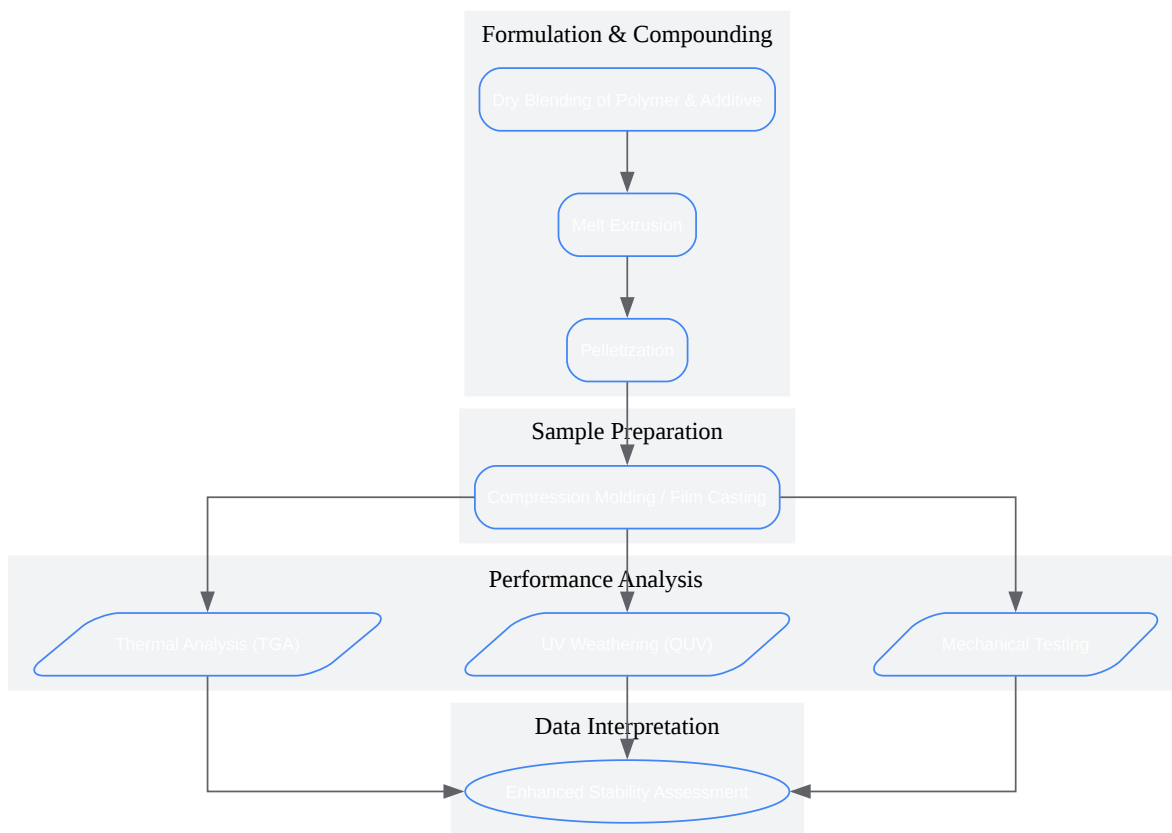 Formulation & Compounding
Dry Blending of Polymer & Additive
Melt Extrusion
Pelletization
Sample Preparation
Compression Molding / Film Casting
Performance Analysis
Thermal Analysis (TGA)
UV Weathering (QUV)
Mechanical Testing
Data Interpretation
Enhanced Stability Assessment